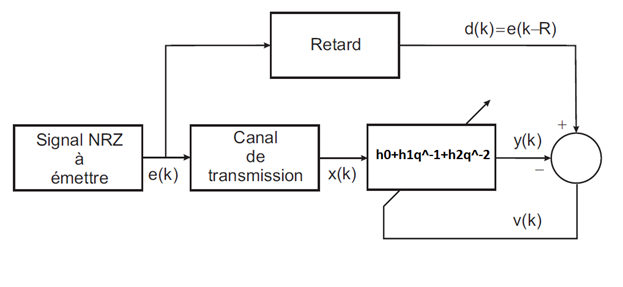 d(k)=e(k–R)
Retard
+
Signal NRZ
à
émettre
e(k)
Canal
de
transmission
x(k)
h0+h1q^-1+h2q^-2
y(k)
–
v(k)